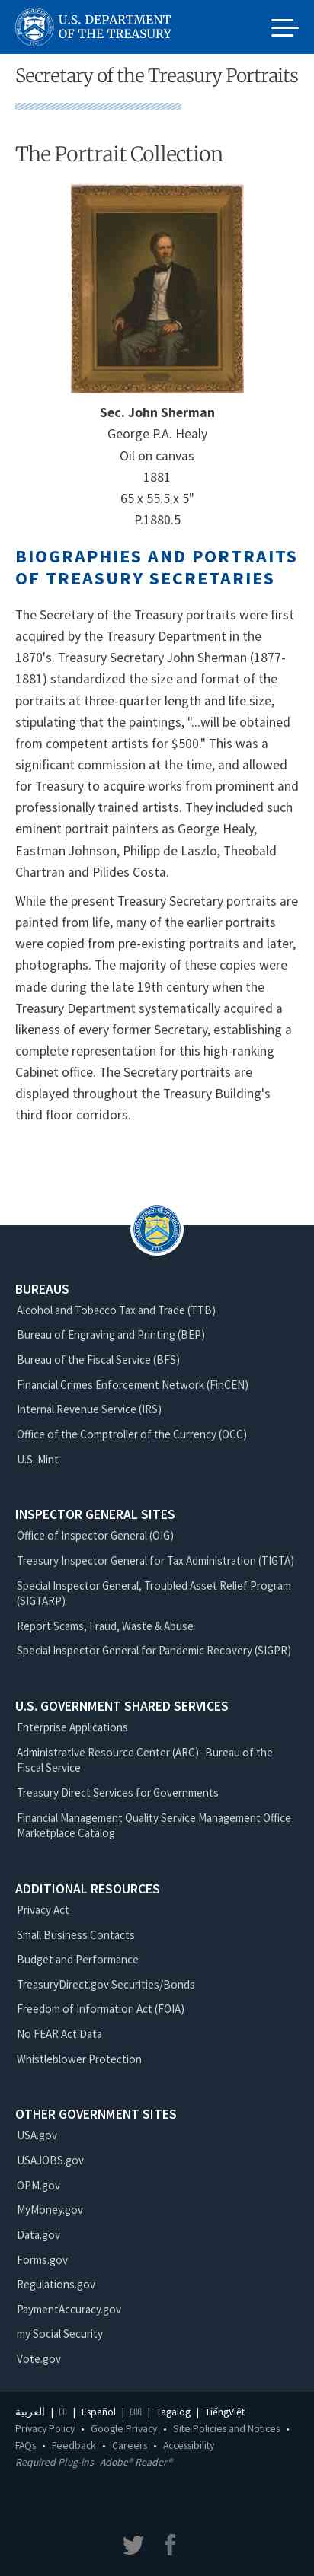 U.S. DEPARTMENT
OF THE TREASURY
Secretary of the Treasury Portraits
The Portrait Collection
Sec. John Sherman
George P.A. Healy
Oil on canvas
1881
65 x 55.5 x 5"
P.1880.5
BIOGRAPHIES AND PORTRAITS
OF TREASURY SECRETARIES
The Secretary of the Treasury portraits were first
acquired by the Treasury Department in the
1870's. Treasury Secretary John Sherman (1877-
1881) standardized the size and format of the
portraits at three-quarter length and life size,
stipulating that the paintings, "...will be obtained
from competent artists for $500." This was a
significant commission at the time, and allowed
for Treasury to acquire works from prominent and
professionally trained artists. They included such
eminent portrait painters as George Healy,
Eastman Johnson, Philipp de Laszlo, Theobald
Chartran and Pilides Costa.
While the present Treasury Secretary portraits are
painted from life, many of the earlier portraits
were copied from pre-existing portraits and later,
photographs. The majority of these copies were
made during the late 19th century when the
Treasury Department systematically acquired a
likeness of every former Secretary, establishing a
complete representation for this high-ranking
Cabinet office. The Secretary portraits are
displayed throughout the Treasury Building's
third floor corridors.
BUREAUS
Alcohol and Tobacco Tax and Trade (TTB)
Bureau of Engraving and Printing (BEP)
Bureau of the Fiscal Service (BFS)
Financial Crimes Enforcement Network (FinCEN)
Internal Revenue Service (IRS)
Office of the Comptroller of the Currency (OCC)
U.S. Mint
INSPECTOR GENERAL SITES
Office of Inspector General (OIG)
Treasury Inspector General for Tax Administration (TIGTA)
Special Inspector General, Troubled Asset Relief Program
(SIGTARP)
Report Scams, Fraud, Waste & Abuse
Special Inspector General for Pandemic Recovery (SIGPR)
U.S. GOVERNMENT SHARED SERVICES
Enterprise Applications
Administrative Resource Center (ARC)- Bureau of the
Fiscal Service
Treasury Direct Services for Governments
Financial Management Quality Service Management Office
Marketplace Catalog
ADDITIONAL RESOURCES
Privacy Act
Small Business Contacts
Budget and Performance
TreasuryDirect.gov Securities/Bonds
Freedom of Information Act (FOIA)
No FEAR Act Data
Whistleblower Protection
OTHER GOVERNMENT SITES
USA.gov
USAJOBS.gov
OPM.gov
MyMoney.gov
Data.gov
Forms.gov
Regulations.gov
PaymentAccuracy.gov
my Social Security
Vote.gov
العربية | | Español | | Tagalog | TiếngViệt
Privacy Policy • Google Privacy • Site Policies and Notices •
FAQs • Feedback • Careers • Accessibility
Required Plug-ins Adobe® Reader®